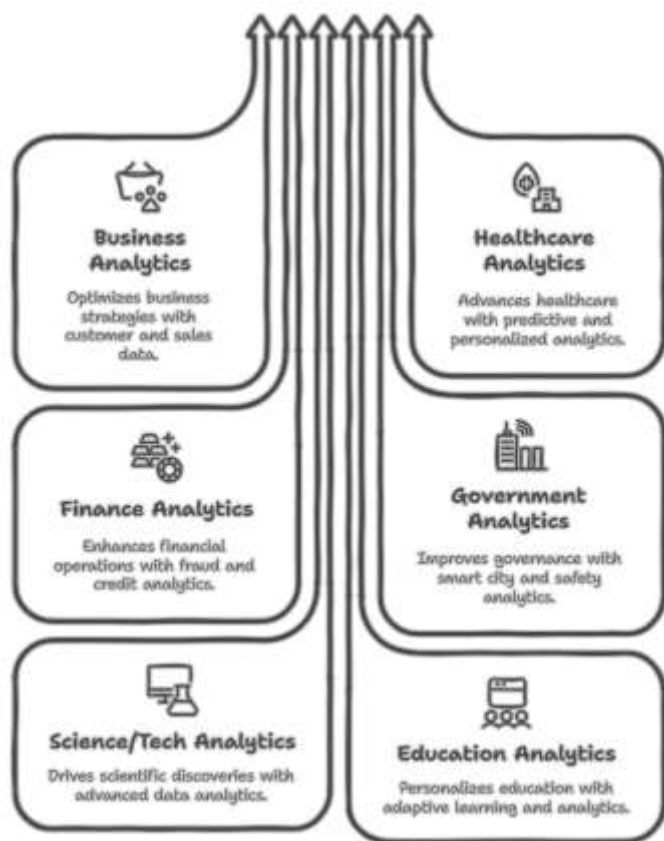 Business
Analytics
Optimizes business
strategies with
customer and sales
data.
Healthcare
Analytics
Advances healthcare
with predictive and
personalized analytics.
Finance Analytics
Enhances financial
operations with fraud and
credit analytics.
Government
Analytics
Improves governance with
smart city and safety
analytics.
Science/Tech Analytics
Drives scientific discoveries with
advanced data analytics.
Education Analytics
Personalizes education with
adaptive learning and analytics.